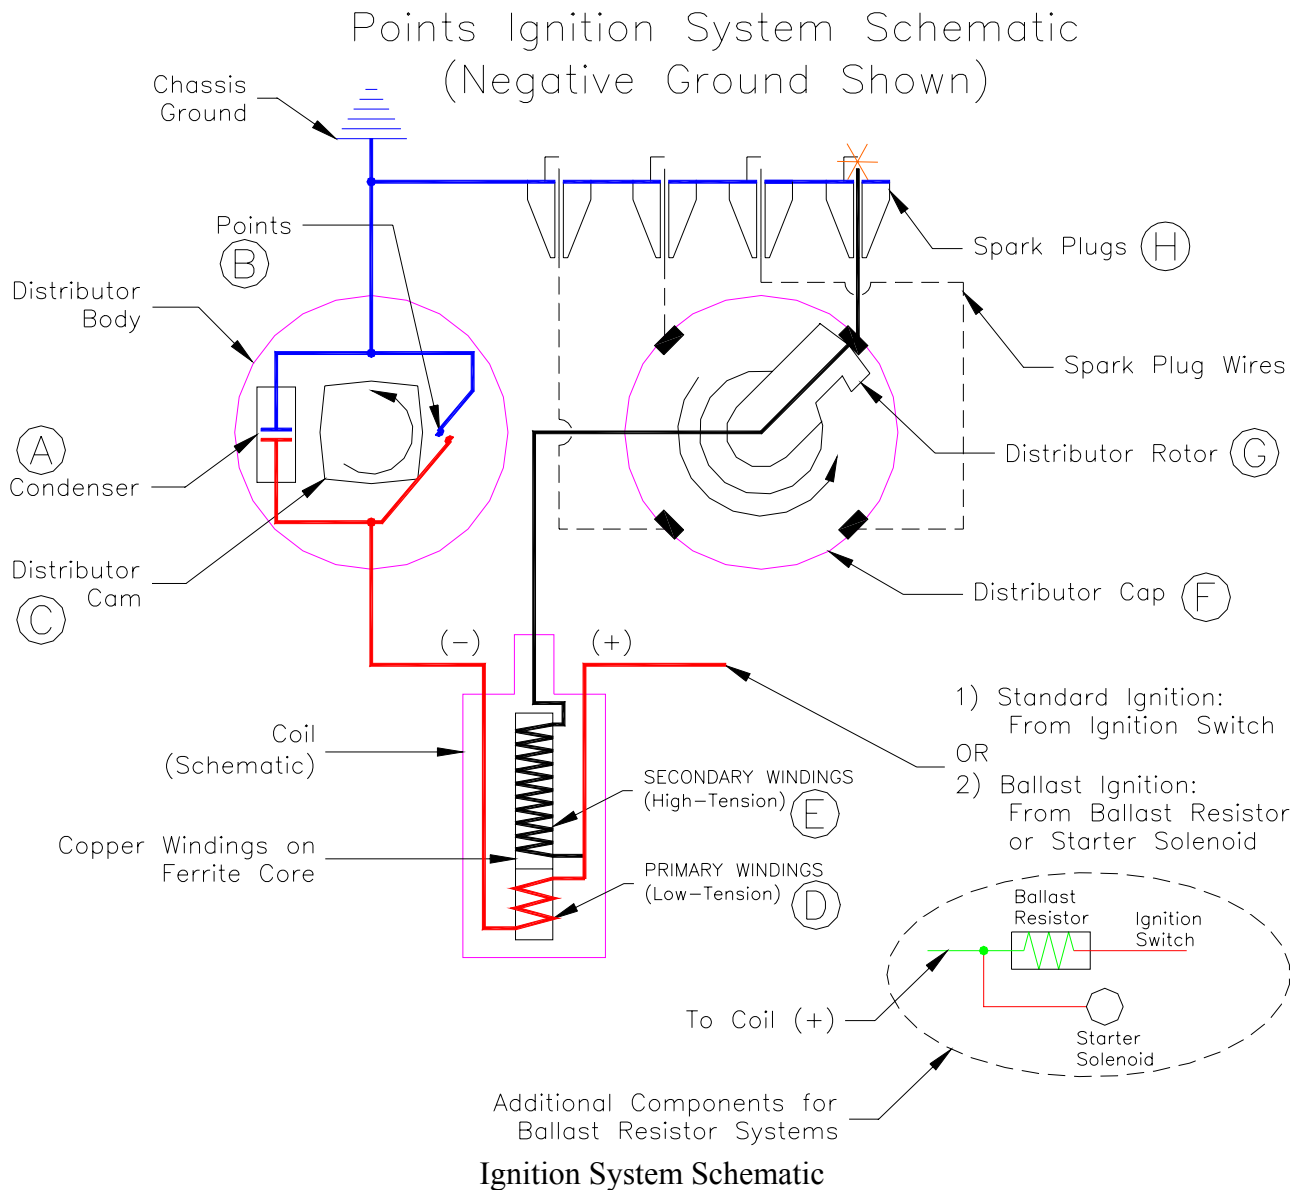 Points Ignition System Schematic
(Negative Ground Shown)
Chassis
Ground
Points
B
Spark Plugs H
Distributor
Body
Spark Plug Wires
A
Condenser
Distributor Rotor G
Distributor
Cam
C
Distributor Cap F
(-)
(+)
1) Standard Ignition:
From Ignition Switch
OR
2) Ballast Ignition:
From Ballast Resistor
or Starter Solenoid
Coil
(Schematic)
SECONDARY WINDINGS
(High-Tension) E
Copper Windings on
Ferrite Core
PRIMARY WINDINGS
(Low-Tension) D
Ballast
Resistor
Ignition
Switch
To Coil (+)
Starter
Solenoid
Additional Components for
Ballast Resistor Systems
Ignition System Schematic